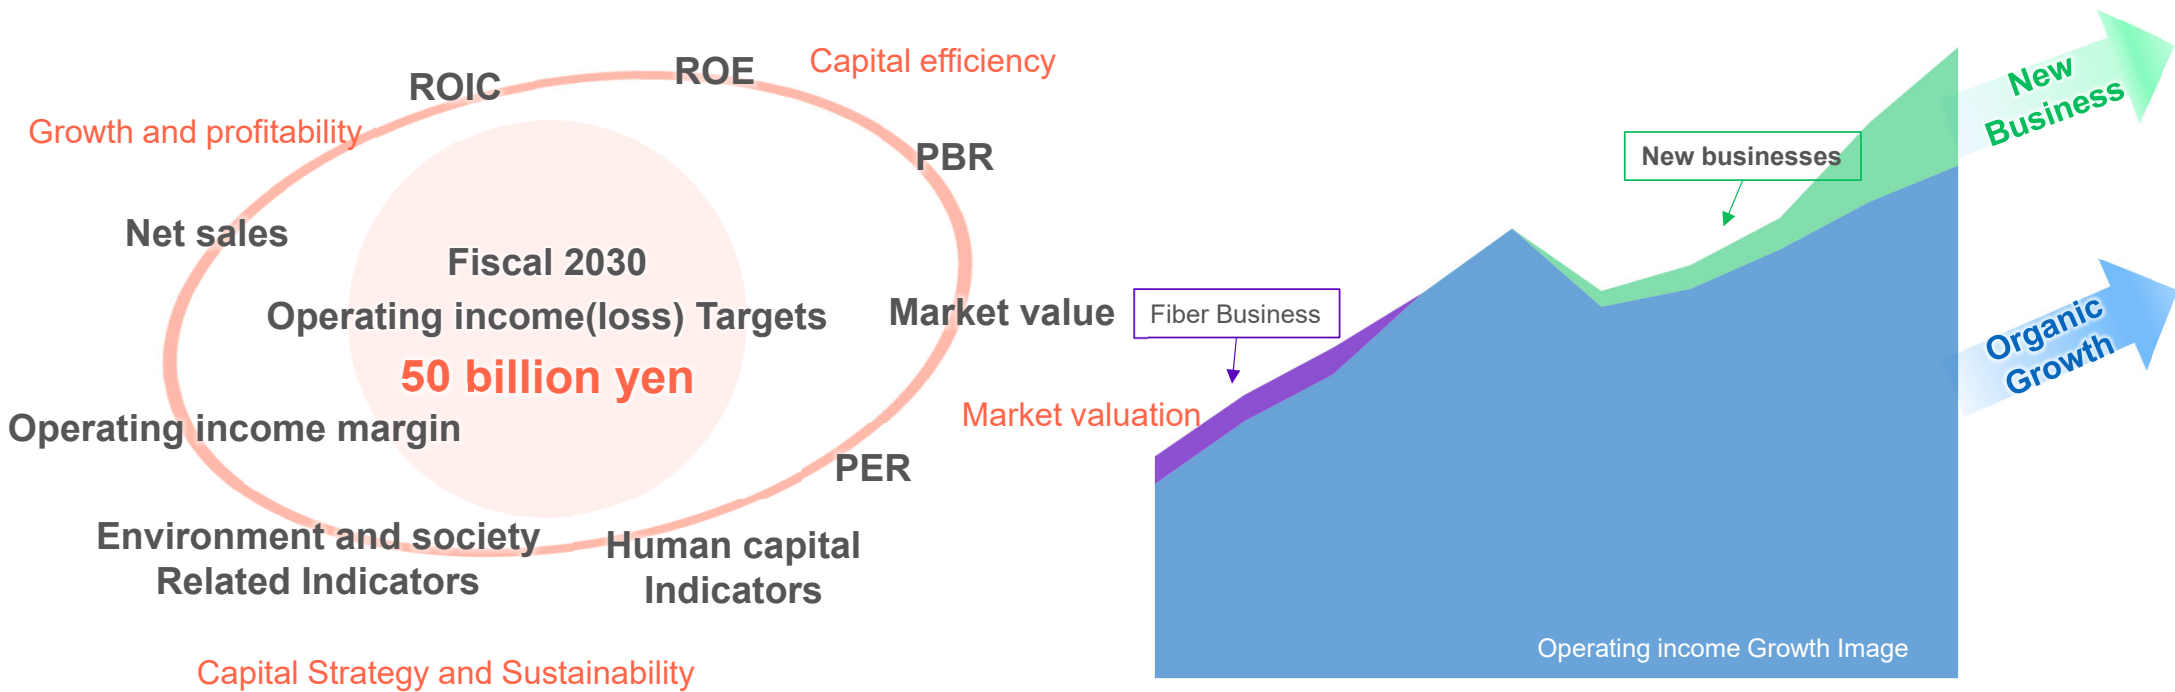 ROIC
ROE
Capital efficiency
Growth and profitability
PBR
Net sales
Fiscal 2030
Operating income(loss) Targets
50 billion yen
Market value
Market valuation
Operating income margin
PER
Environment and society
Related Indicators
Human capital
Indicators
Capital Strategy and Sustainability
Fiber Business
New businesses
New
Business
Organic
Growth
Operating income Growth Image